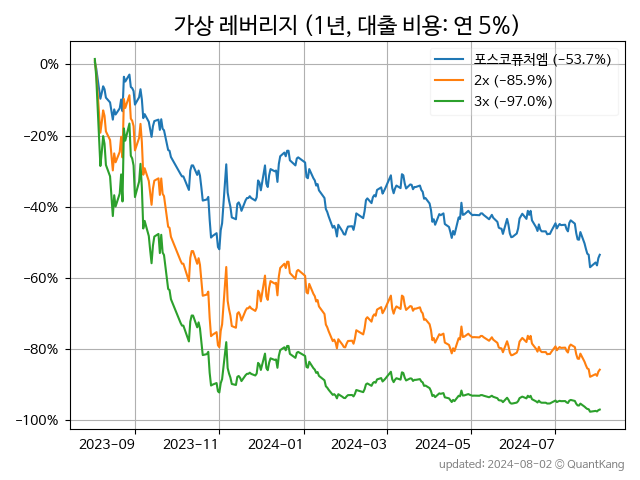 가상 레버리지 (1년, 대출 비용: 연 5%)
포스코퓨처엠 (−53.7%)
2x (−85.9%)
3x (−97.0%)
0%
−20%
−40%
−60%
−80%
−100%
2023-09
2023-11
2024-01
2024-03
2024-05
2024-07
updated: 2024-08-02 © QuantKang